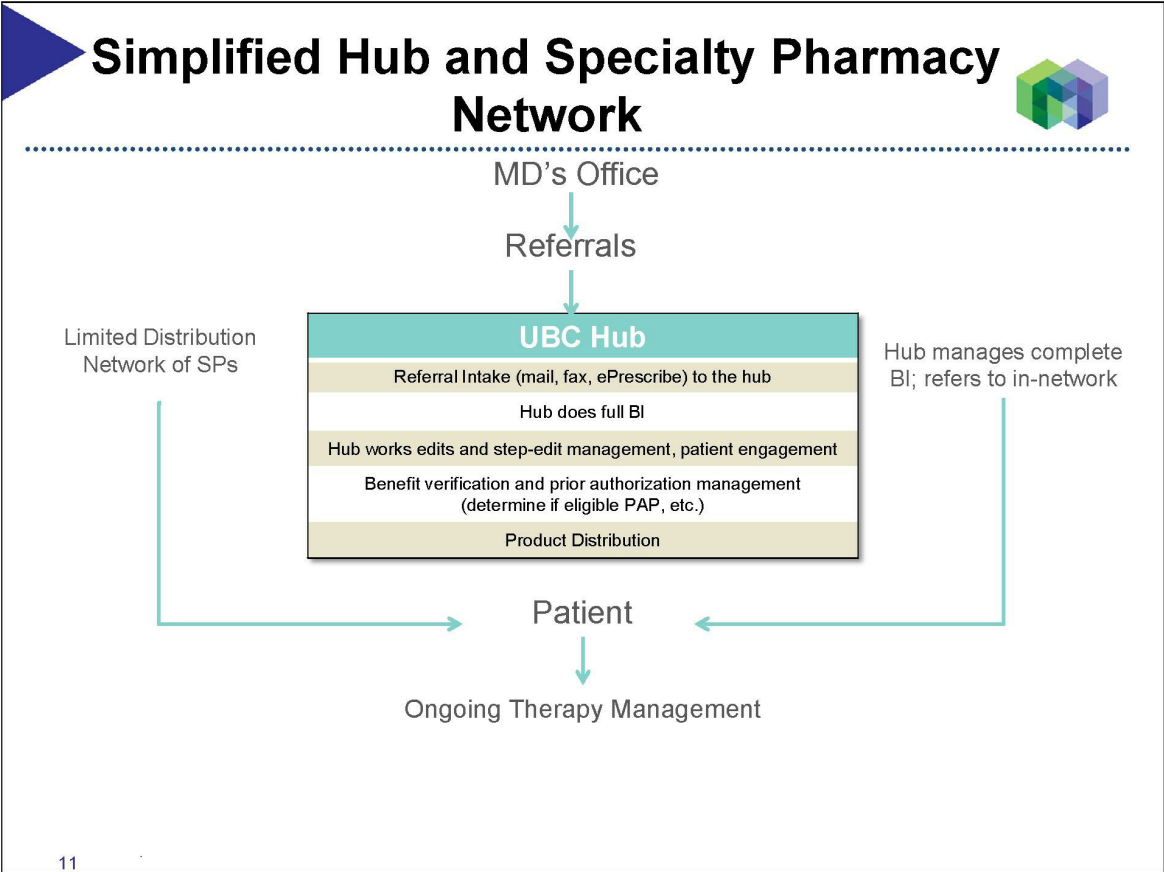 Simplified Hub and Specialty Pharmacy
Network
MD’s Office
Referrals
Limited Distribution
Network of SPs
UBC Hub
Referral Intake (mail, fax, ePrescribe) to the hub
Hub does full BI
Hub works edits and step-edit management, patient engagement
Benefit verification and prior authorization management
(determine if eligible PAP, etc.)
Product Distribution
Hub manages complete
BI; refers to in-network
Patient
Ongoing Therapy Management
11